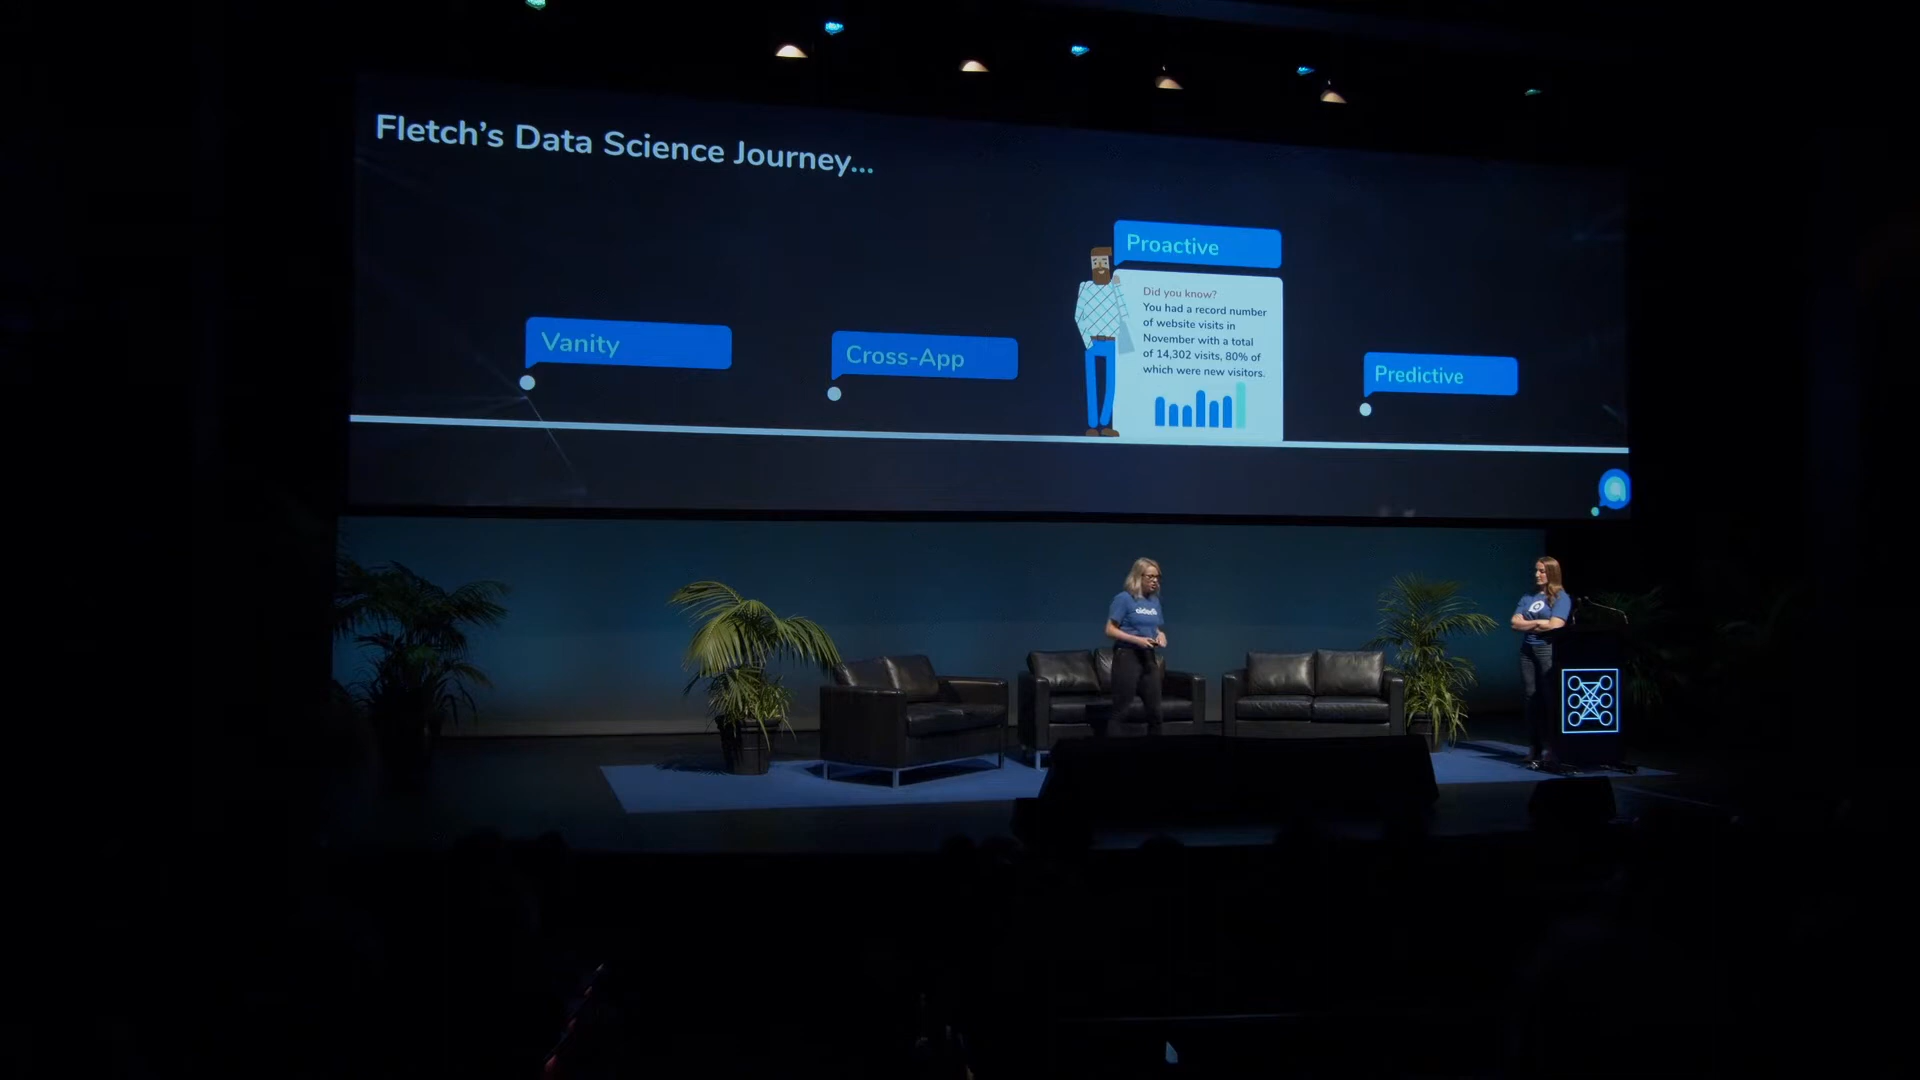 Fletch's Data Science Journey...
Proactive
Did you know?
You had a record number
of website visits in
November with a total
of 14,302 visits, 80% of
which were new visitors.
Vanity
Cross-App
Predictive